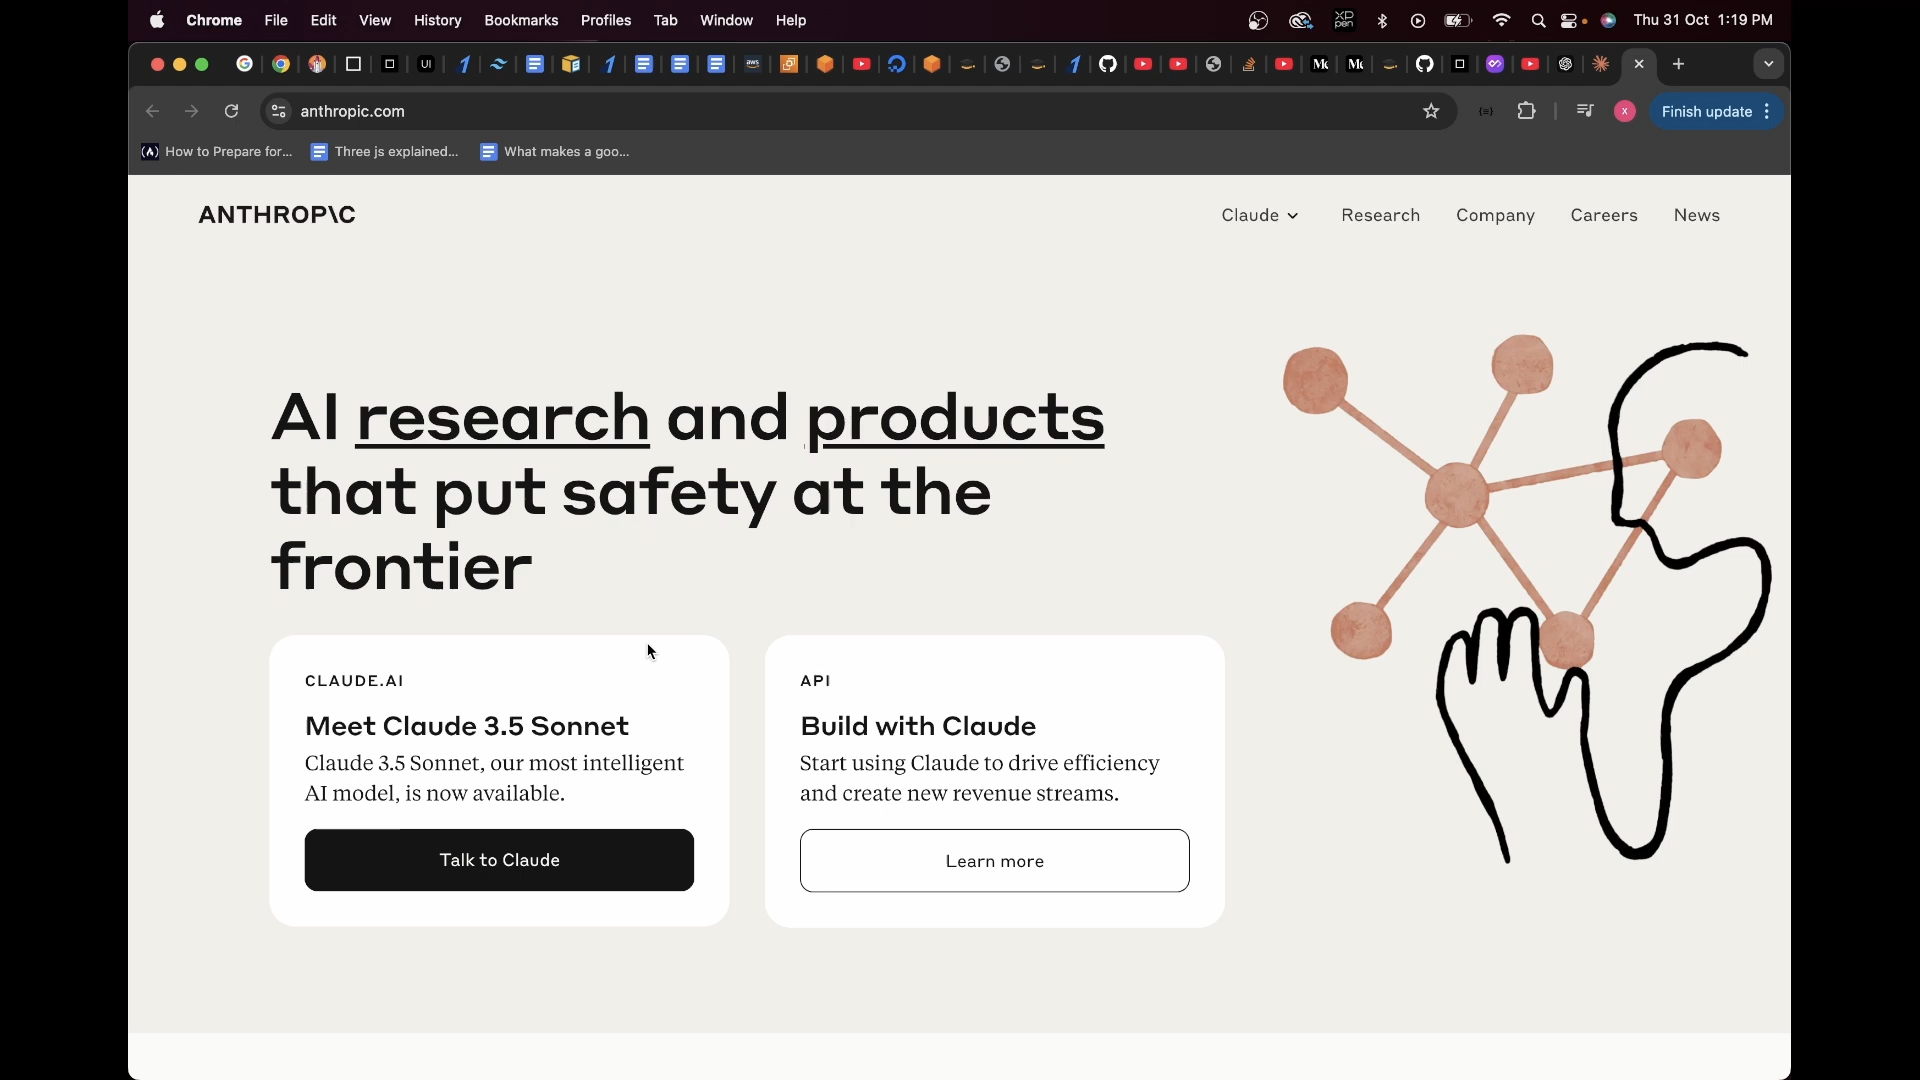 Chrome File Edit View History Bookmarks Profiles Tab Window Help
XP
pen
Thu 31 Oct 1:19 PM
UI
aws
anthropic.com
x
Finish update
How to Prepare for...
Three js explained...
What makes a goo...
ANTHROP\C
Claude
Research
Company
Careers
News
AI research and products
that put safety at the
frontier
CLAUDE.AI
Meet Claude 3.5 Sonnet
Claude 3.5 Sonnet, our most intelligent
AI model, is now available.
Talk to Claude
API
Build with Claude
Start using Claude to drive efficiency
and create new revenue streams.
Learn more